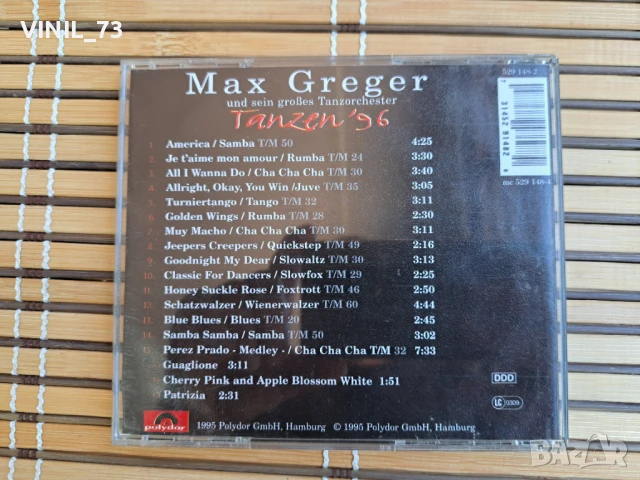 VINIL_73
Max Greger
und sein großes Tanzorchester
Tanzen '96
529 148-2
7 31452 91482
mc 529 148-4
1. America / Samba T/M 50 4:25
2. Je t'aime mon amour / Rumba T/M 24 3:30
3. All I Wanna Do / Cha Cha Cha T/M 30 3:40
4. Allright, Okay, You Win /Juve T/M 35 3:05
5. Turniertango / Tango T/M 32 3:11
6. Golden Wings / Rumba T/M 28 2:30
7. Muy Macho / Cha Cha Cha T/M 30 3:11
8. Jeepers Creepers / Quickstep T/M 49 2:16
9. Goodnight My Dear / Slowaltz T/M 30 3:13
10. Classic For Dancers / Slowfox T/M 29 2:25
11. Honey Suckle Rose / Foxtrott T/M 46 2:50
12. Schatzwalzer / Wienerwalzer T/M 60 4:44
13. Blue Blues / Blues T/M 20 2:45
14. Samba Samba / Samba T/M 50 3:02
15. Perez Prado - Medley - / Cha Cha Cha T/M 32 7:33
Guaglione 3:11
Cherry Pink and Apple Blossom White 1:51
Patrizia 2:31
DDD
LC 0309
polydor
1995 Polydor GmbH, Hamburg © 1995 Polydor GmbH, Hamburg
BAZAR